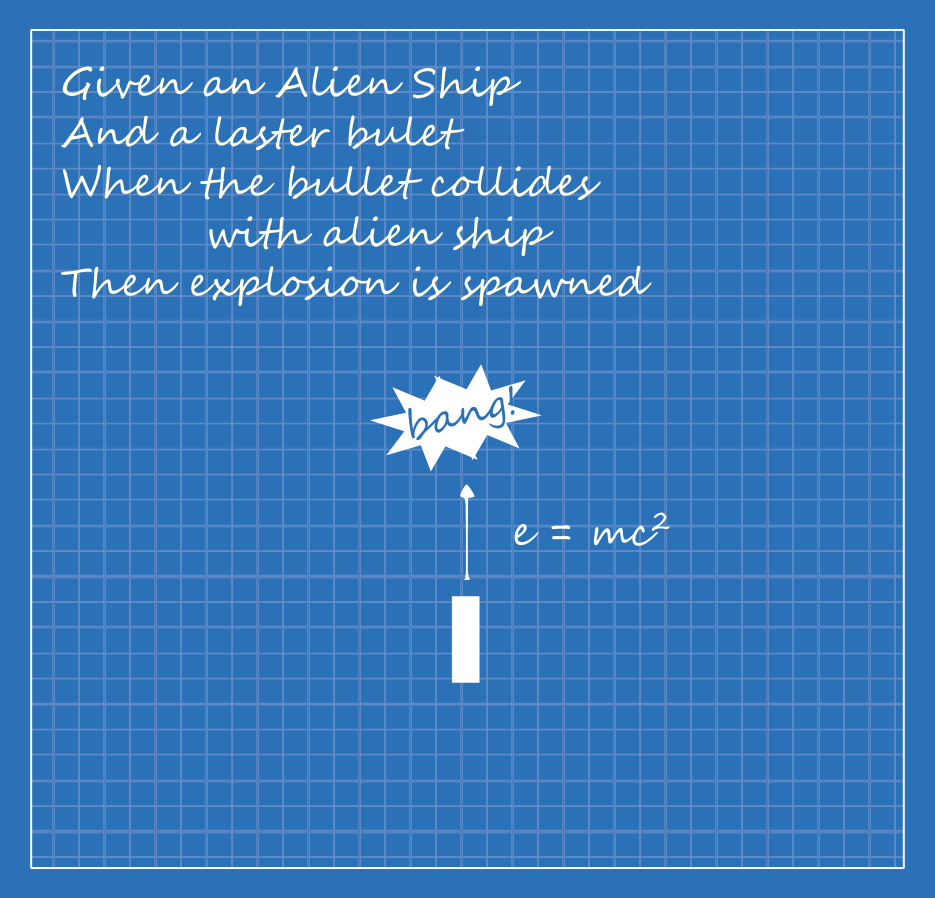 Given an Alien Ship
And a laster bulet
When the bullet collides
with alien ship
Then explosion is spawned
bang!
e = mc²